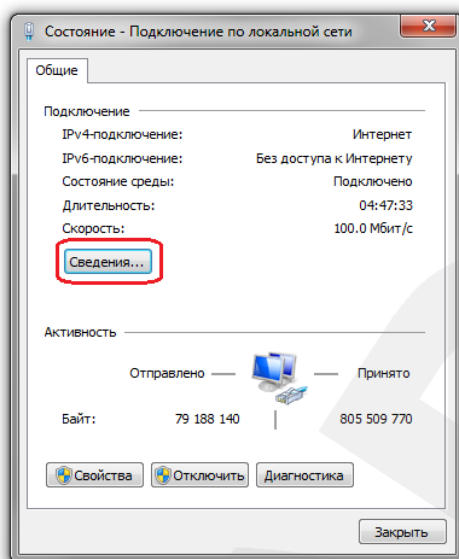 Состояние - Подключение по локальной сети
Общие
Подключение
IPv4-подключение: Интернет
IPv6-подключение: Без доступа к Интернету
Состояние среды: Подключено
Длительность: 04:47:33
Скорость: 100.0 Мбит/с
Сведения...
Активность
Отправлено — — Принято
Байт: 79 188 140 | 805 509 770
Свойства Отключить Диагностика
Закрыть